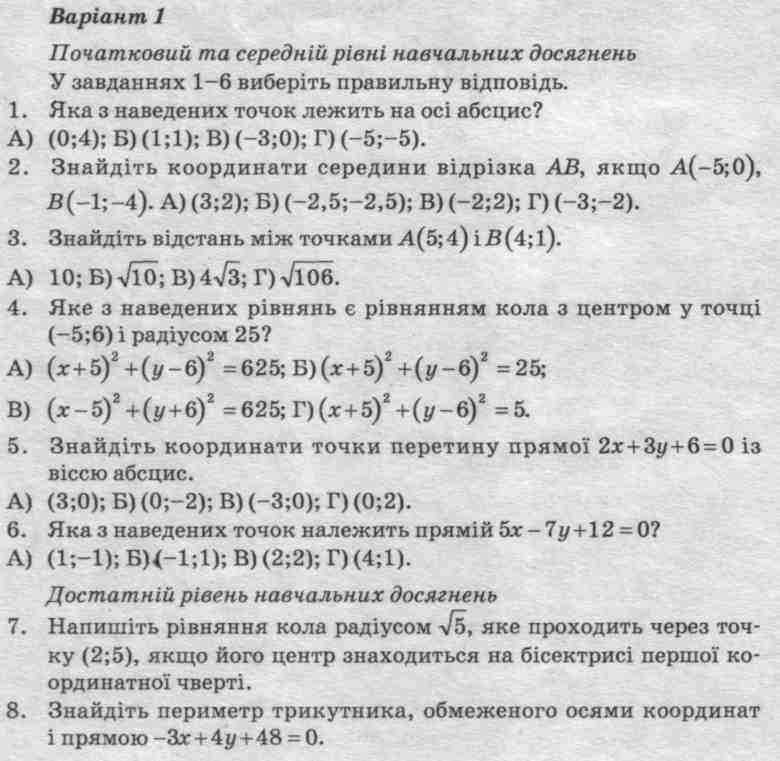 Варіант 1
Початковий та середній рівні навчальних досягнень
У завданнях 1–6 виберіть правильну відповідь.
1. Яка з наведених точок лежить на осі абсцис?
А) (0;4); Б) (1;1); В) (−3;0); Г) (−5;−5).
2. Знайдіть координати середини відрізка AB, якщо A(−5;0),
B(−1;−4). А) (3;2); Б) (−2,5;−2,5); В) (−2;2); Г) (−3;−2).
3. Знайдіть відстань між точками A(5;4) і B(4;1).
А) 10; Б) √10; В) 4√3; Г) √106.
4. Яке з наведених рівнянь є рівнянням кола з центром у точці
(−5;6) і радіусом 25?
А) (x+5)² +(y−6)² =625; Б) (x+5)² +(y−6)² =25;
В) (x−5)² +(y+6)² =625; Г) (x+5)² +(y−6)² =5.
5. Знайдіть координати точки перетину прямої 2x+3y+6=0 із
віссю абсцис.
А) (3;0); Б) (0;−2); В) (−3;0); Г) (0;2).
6. Яка з наведених точок належить прямій 5x−7y+12=0?
А) (1;−1); Б) (−1;1); В) (2;2); Г) (4;1).
Достатній рівень навчальних досягнень
7. Напишіть рівняння кола радіусом √5, яке проходить через точ-
ку (2;5), якщо його центр знаходиться на бісектрисі першої ко-
ординатної чверті.
8. Знайдіть периметр трикутника, обмеженого осями координат
і прямою −3x+4y+48=0.